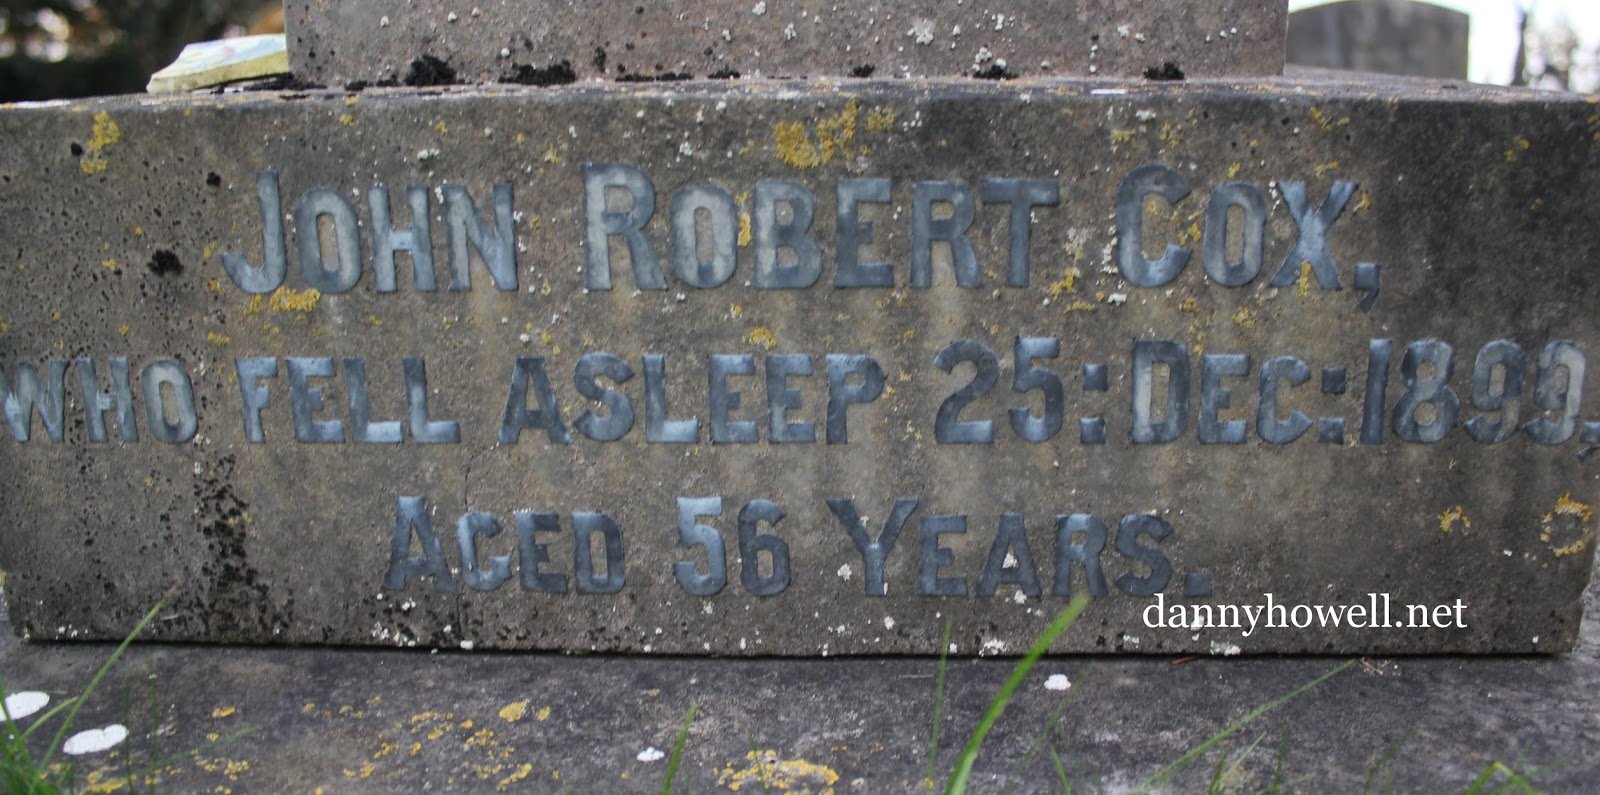 JOHN ROBERT COX,
WHO FELL ASLEEP 25: DEC: 1899,
AGED 56 YEARS.
dannyhowell.net